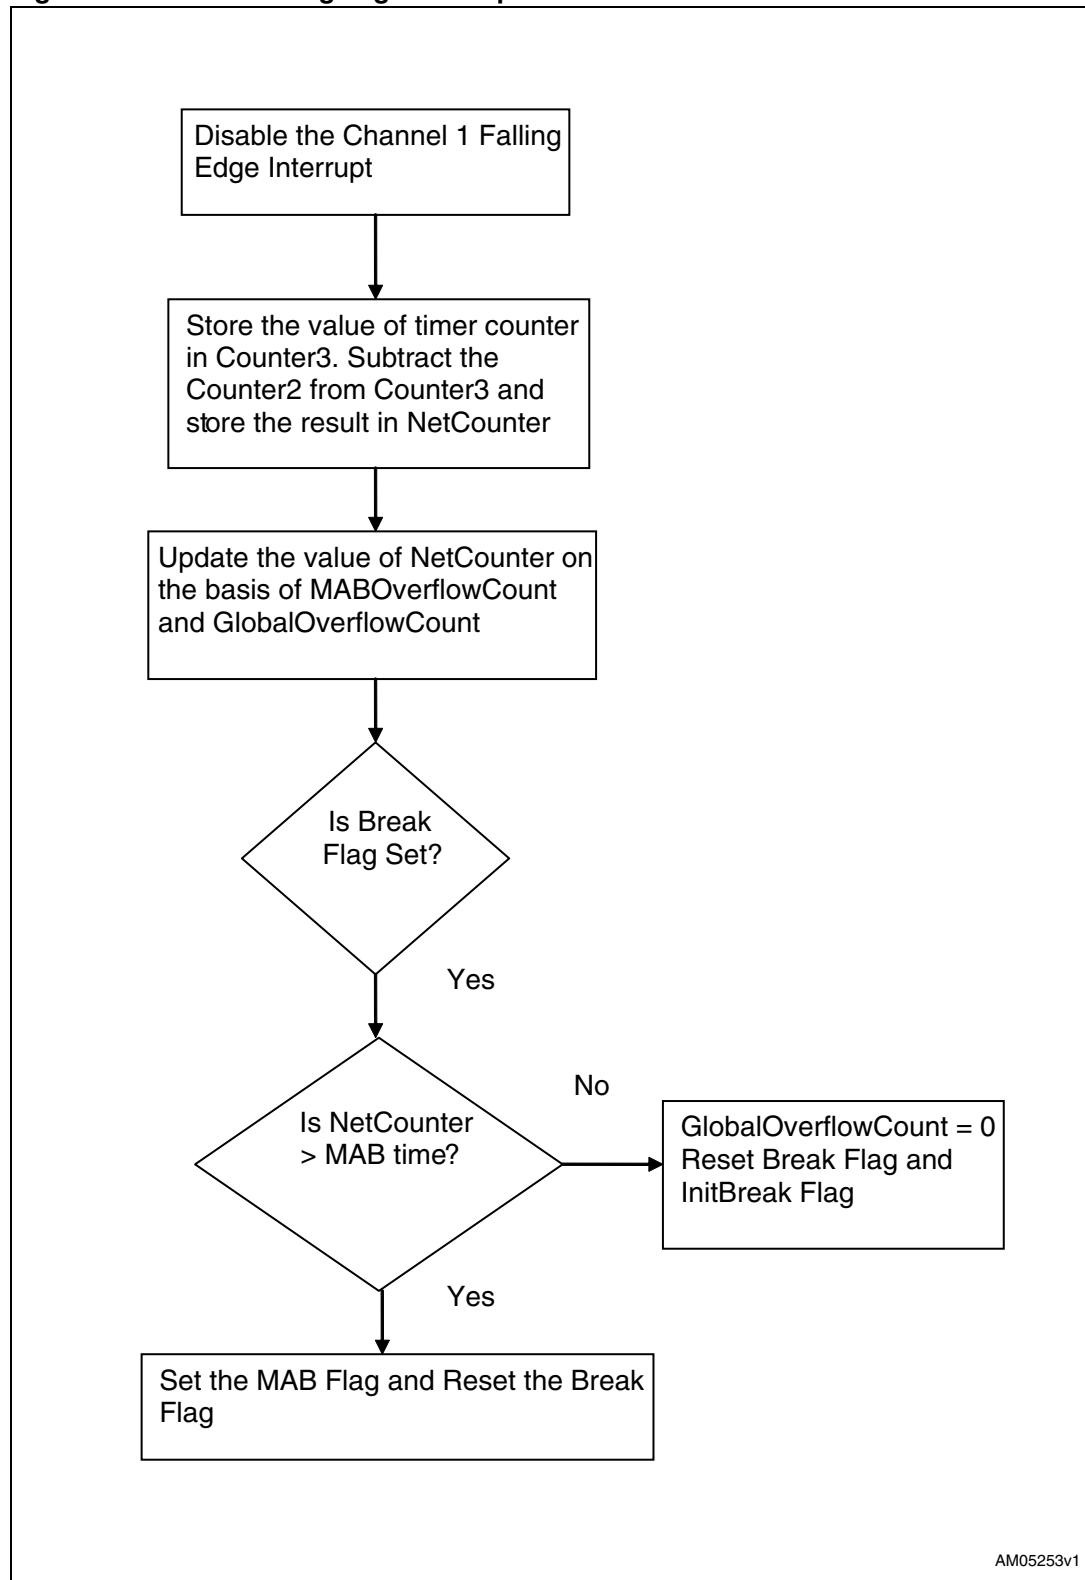 Disable the Channel 1 Falling
Edge Interrupt
Store the value of timer counter
in Counter3. Subtract the
Counter2 from Counter3 and
store the result in NetCounter
Update the value of NetCounter on
the basis of MABOverflowCount
and GlobalOverflowCount
Is Break
Flag Set?
Yes
Is NetCounter
> MAB time?
No
GlobalOverflowCount = 0
Reset Break Flag and
InitBreak Flag
Yes
Set the MAB Flag and Reset the Break
Flag
AM05253v1